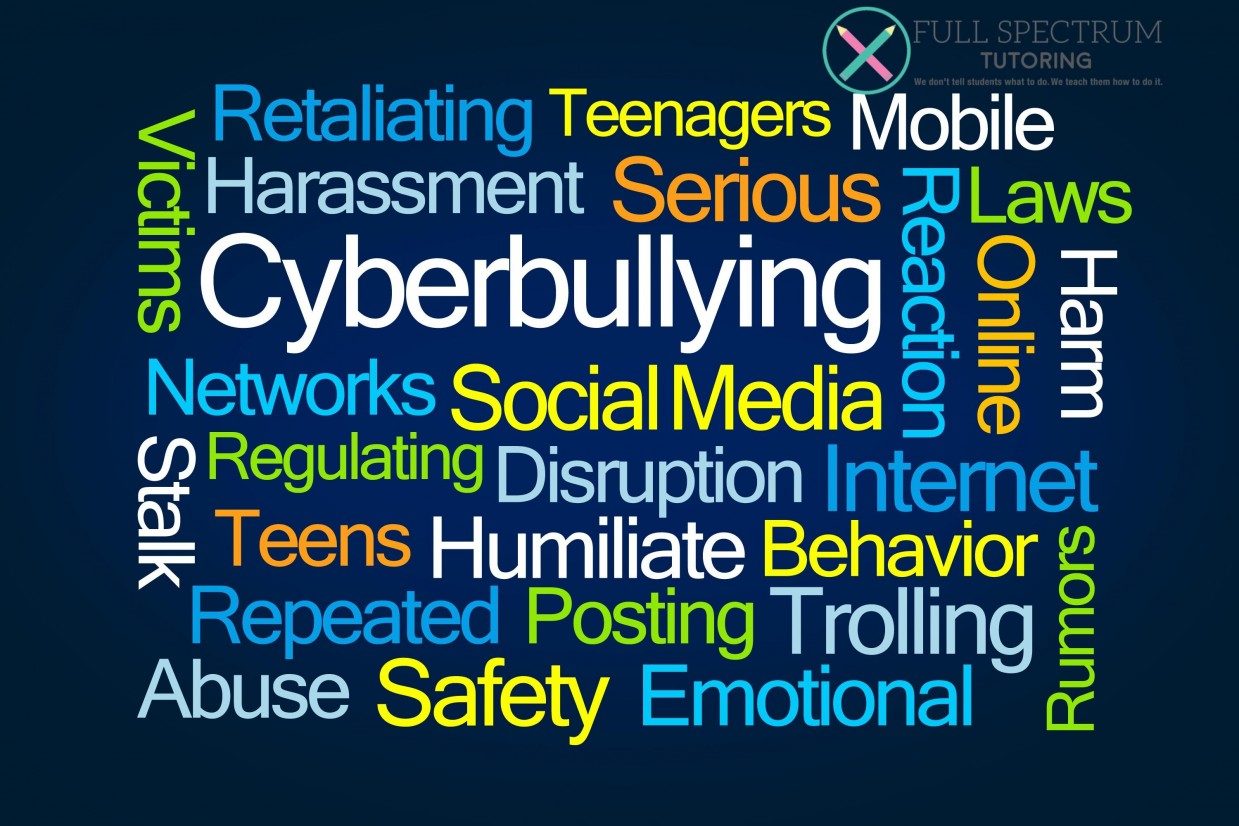 FULL SPECTRUM
TUTORING
We don't tell students what to do. We teach them how to do it.
Victims
Retaliating Teenagers Mobile
Harassment Serious
Reaction
Laws
Cyberbullying
Online
Harm
Networks Social Media
Stalk
Regulating Disruption Internet
Teens Humiliate Behavior
Rumors
Repeated Posting Trolling
Abuse Safety Emotional